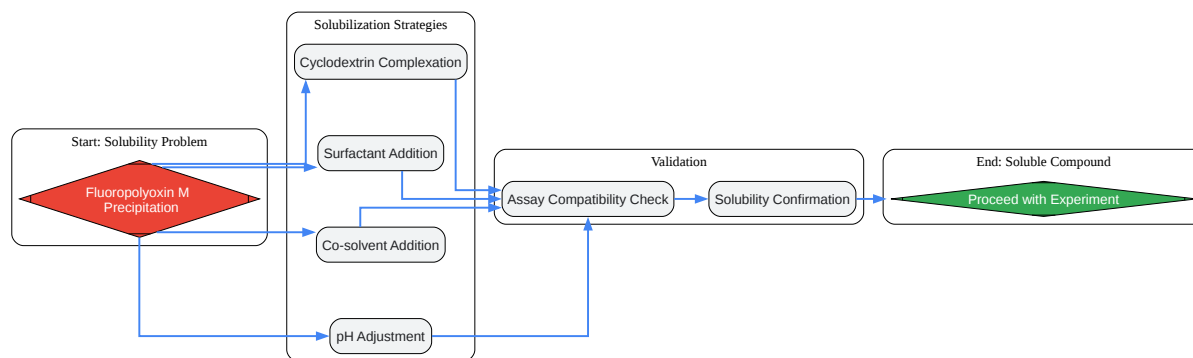 Solubilization Strategies
Cyclodextrin Complexation
Start: Solubility Problem
Surfactant Addition
Validation
End: Soluble Compound
Fluoropolyoxin M
Precipitation
Assay Compatibility Check
Solubility Confirmation
Proceed with Experiment
Co-solvent Addition
pH Adjustment